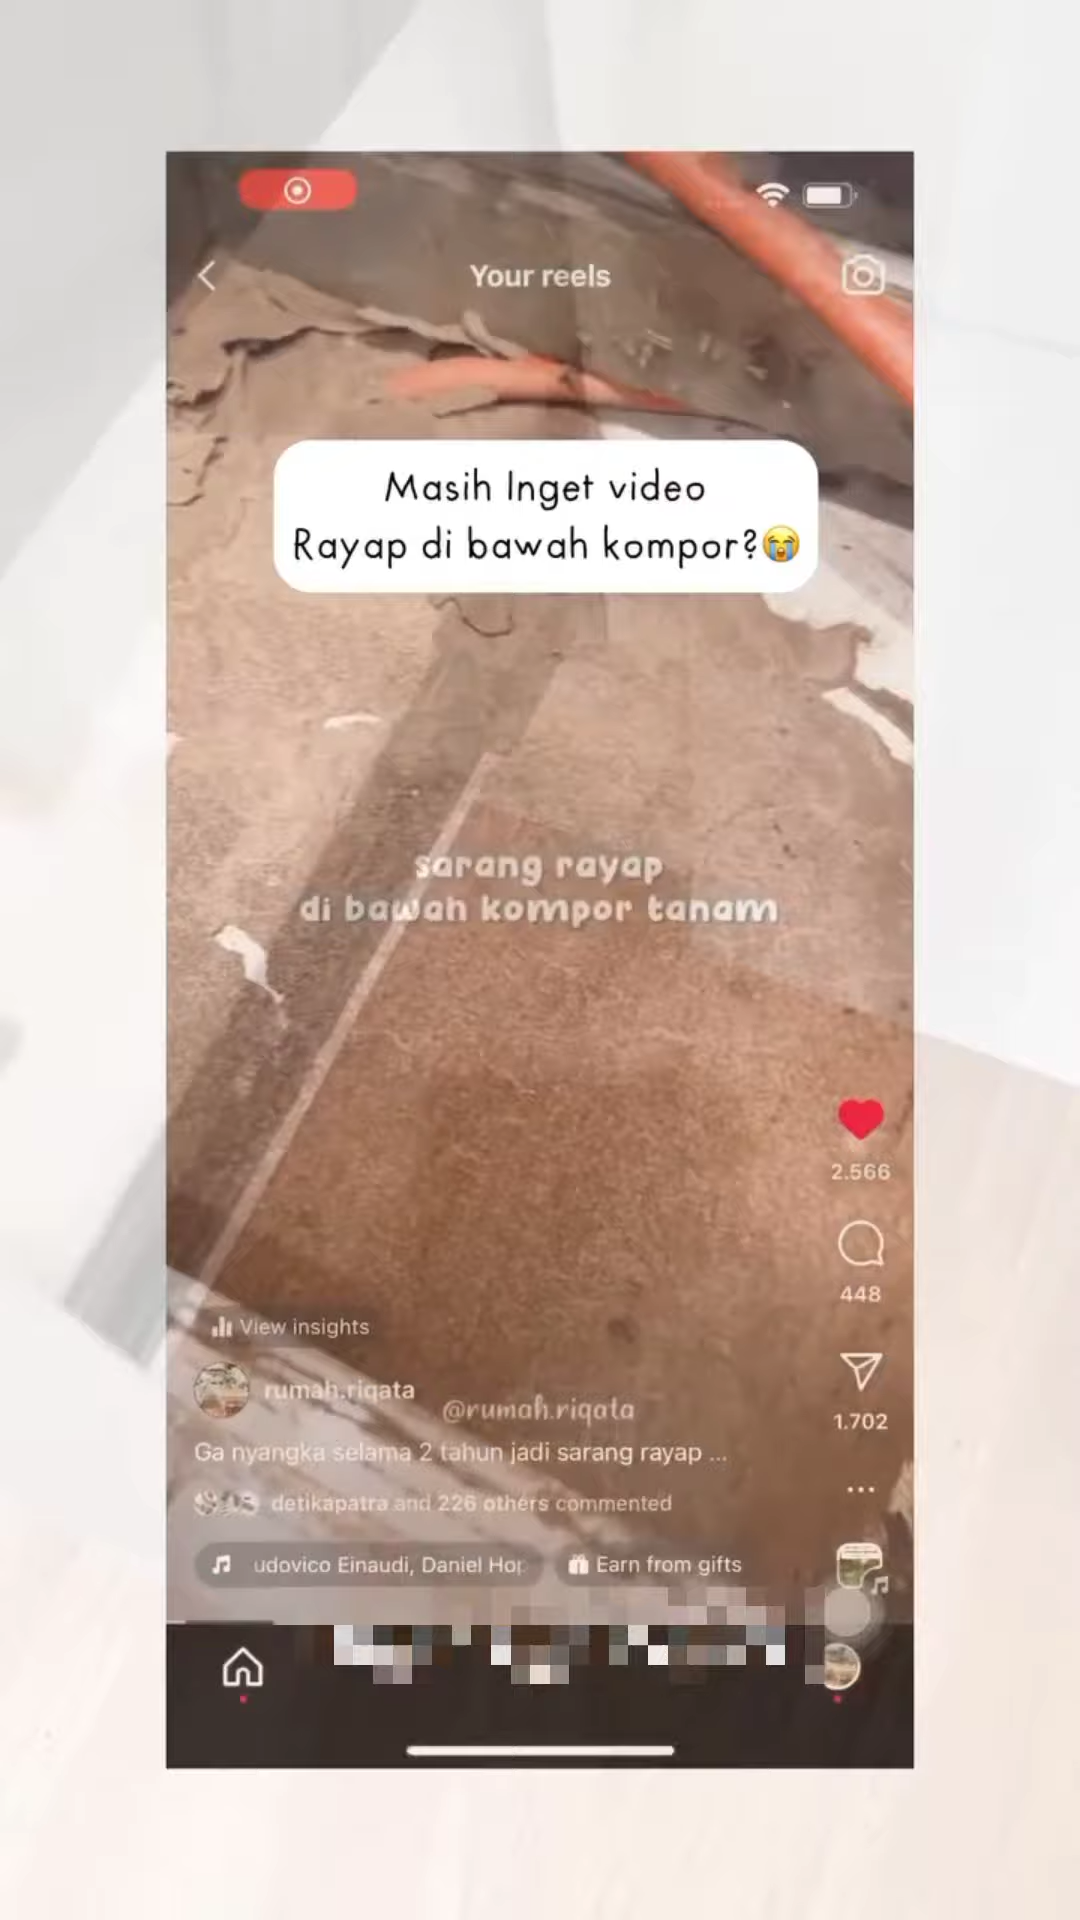 Your reels
Masih Inget video
Rayap di bawah kompor?😭
sarang rayap
di bawah kompor tanam
2.566
448
View insights
rumah.riqata
@rumah.riqata
1.702
Ga nyangka selama 2 tahun jadi sarang rayap ...
detikapatra and 226 others commented
udovico Einaudi, Daniel Hop
Earn from gifts